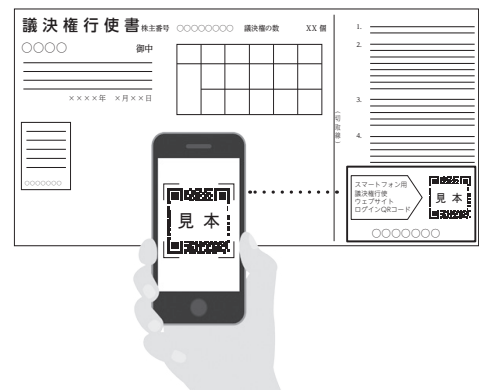 議決権行使書 株主番号 ○○○○○○○○ 議決権の数 XX 個
○○○○ 御中
××××年 ×月××日
○○○○○○○
1.
2.
3.
4.
(切取線)
見本
スマートフォン用
議決権行使
ウェブサイト
ログインQRコード
見本
○○○○○○○